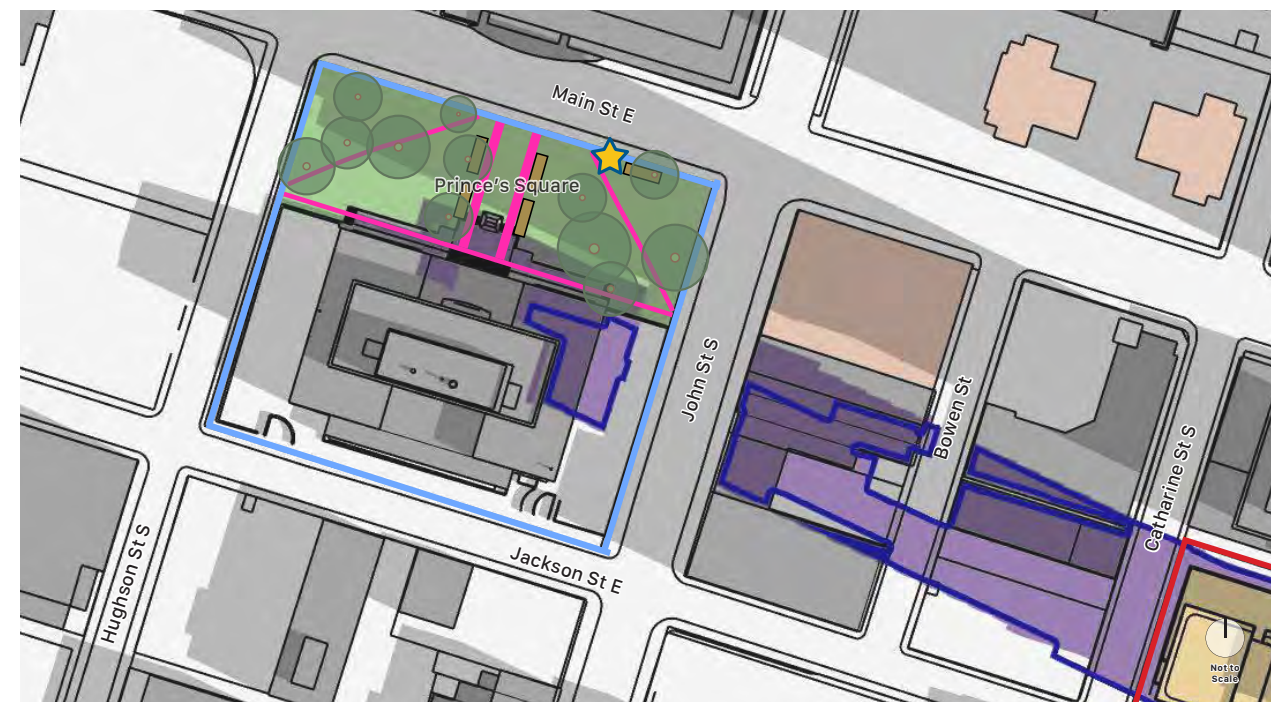 Main St E
Prince's Square
John St S
Bowen St
Catharine St S
Hughson St S
Jackson St E
Not to
Scale